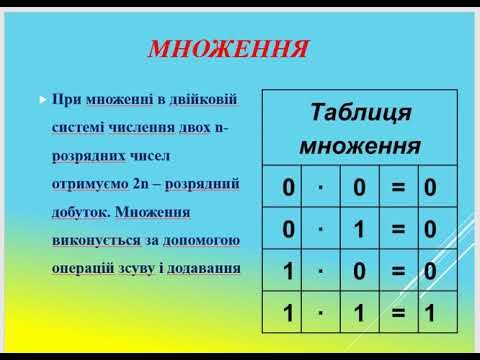 МНОЖЕННЯ
При множенні в двійковій
системі числення двох n-
розрядних чисел
отримуємо 2n – розрядний
добуток. Множення
виконується за допомогою
операцій зсуву і додавання
Таблиця
множення
0 · 0 = 0
0 · 1 = 0
1 · 0 = 0
1 · 1 = 1